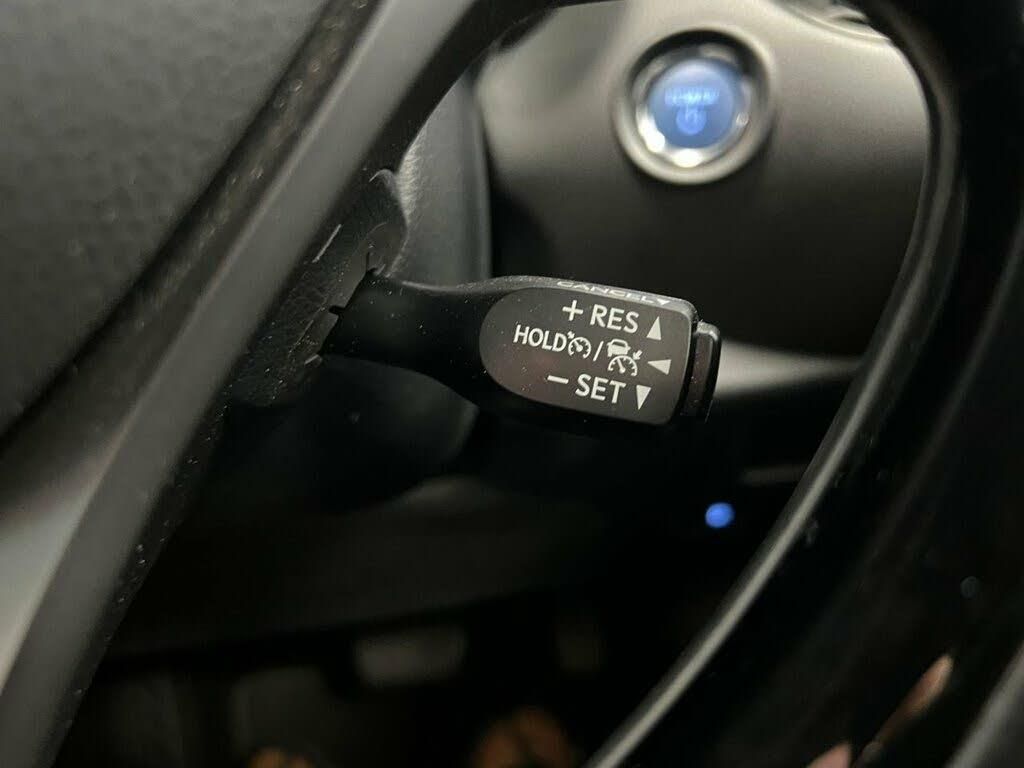 CANCEL
+ RES
HOLD /
− SET